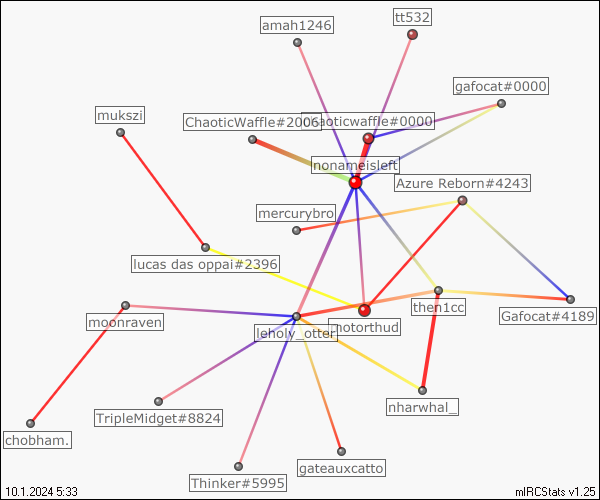 amah1246
tt532
gafocat#0000
mukszi
ChaoticWaffle#2006
chaoticwaffle#0000
nonameisleft
Azure Reborn#4243
mercurybro
lucas das oppai#2396
then1cc
Gafocat#4189
moonraven
leholy_otter
motorthud
TripleMidget#8824
nharwhal_
chobham.
gateauxcatto
Thinker#5995
10.1.2024 5:33
mIRCStats v1.25